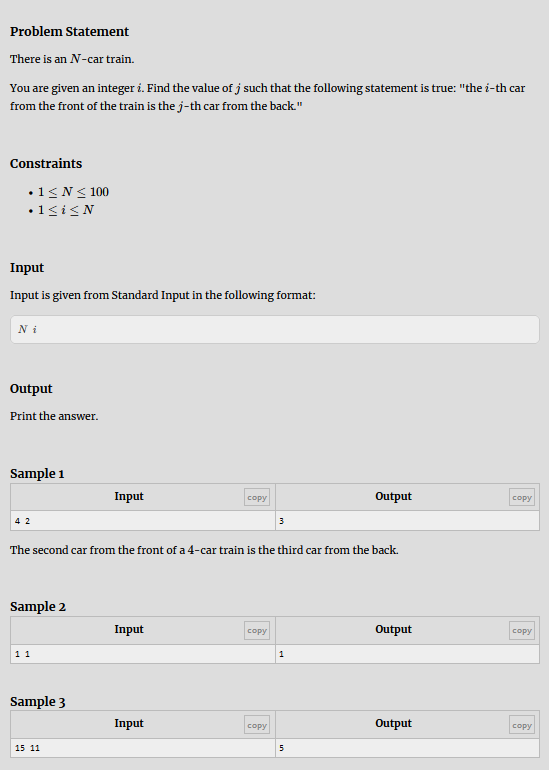 Problem Statement
There is an N-car train.
You are given an integer i. Find the value of j such that the following statement is true: "the i-th car
from the front of the train is the j-th car from the back."
Constraints
• 1 ≤ N ≤ 100
• 1 ≤ i ≤ N
Input
Input is given from Standard Input in the following format:
N i
Output
Print the answer.
Sample 1
Input copy Output copy
4 2 3
The second car from the front of a 4-car train is the third car from the back.
Sample 2
Input copy Output copy
1 1 1
Sample 3
Input copy Output copy
15 11 5